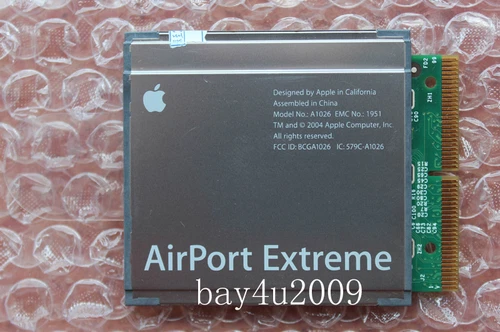 Designed by Apple in California
Assembled in China
Model No.: A1026 EMC No.: 1951
TM and © 2004 Apple Computer, Inc
All rights reserved.
FCC ID: BCGA1026 IC: 579C-A1026
AirPort Extreme
bay4u2009